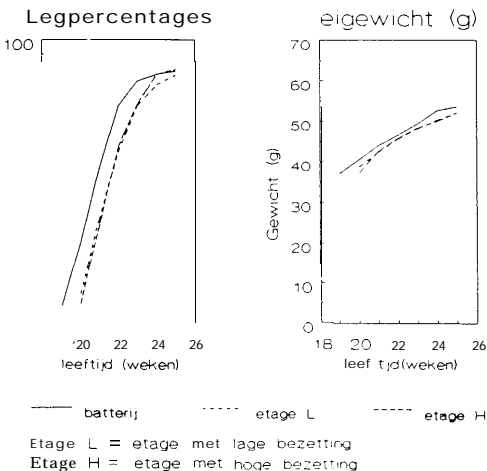 Legpercentages
100
'20 22 24 26
leeftijd (weken)
eigewicht (g)
70
60
50
40
30
20
10
0
Gewicht (g)
18 20 22 24 26
leef tijd(weken)
batterij etage L etage H
Etage L = etage met lage bezetting
Etage H = etage met hoge bezetting